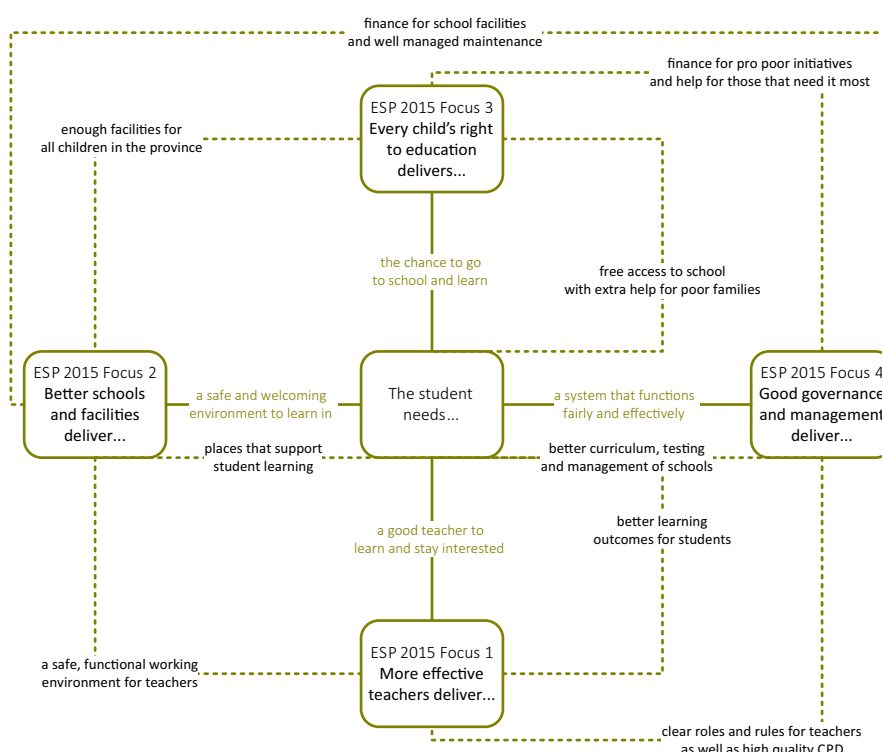 finance for school facilities
and well managed maintenance
finance for pro poor initiatives
and help for those that need it most
ESP 2015 Focus 3
Every child's right
to education
delivers...
enough facilities for
all children in the province
the chance to go
to school and learn
free access to school
with extra help for poor families
ESP 2015 Focus 2
Better schools
and facilities
deliver...
a safe and welcoming
environment to learn in
The student
needs...
a system that functions
fairly and effectively
ESP 2015 Focus 4
Good governance
and management
deliver...
places that support
student learning
better curriculum, testing
and management of schools
a good teacher to
learn and stay interested
better learning
outcomes for students
ESP 2015 Focus 1
More effective
teachers deliver...
a safe, functional working
environment for teachers
clear roles and rules for teachers
as well as high quality CPD